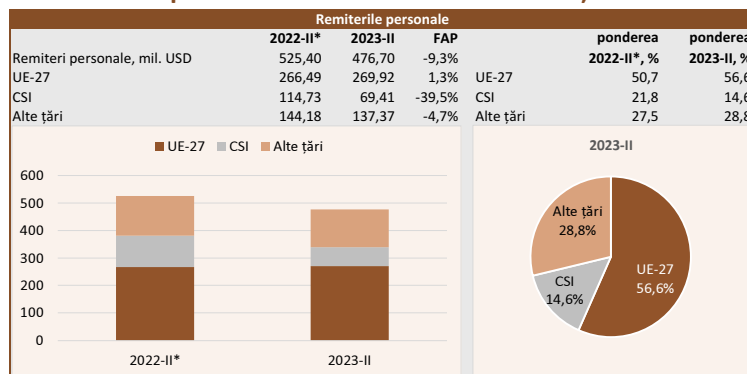 Remiterile personale
2022-II* 2023-II FAP ponderea ponderea
Remiteri personale, mil. USD 525,40 476,70 -9,3% 2022-II*, % 2023-II, %
UE-27 266,49 269,92 1,3% UE-27 50,7 56,6
CSI 114,73 69,41 -39,5% CSI 21,8 14,6
Alte țări 144,18 137,37 -4,7% Alte țări 27,5 28,8
UE-27 CSI Alte țări
600
500
400
300
200
100
0
2022-II* 2023-II
2023-II
Alte țări
28,8%
UE-27
56,6%
CSI
14,6%